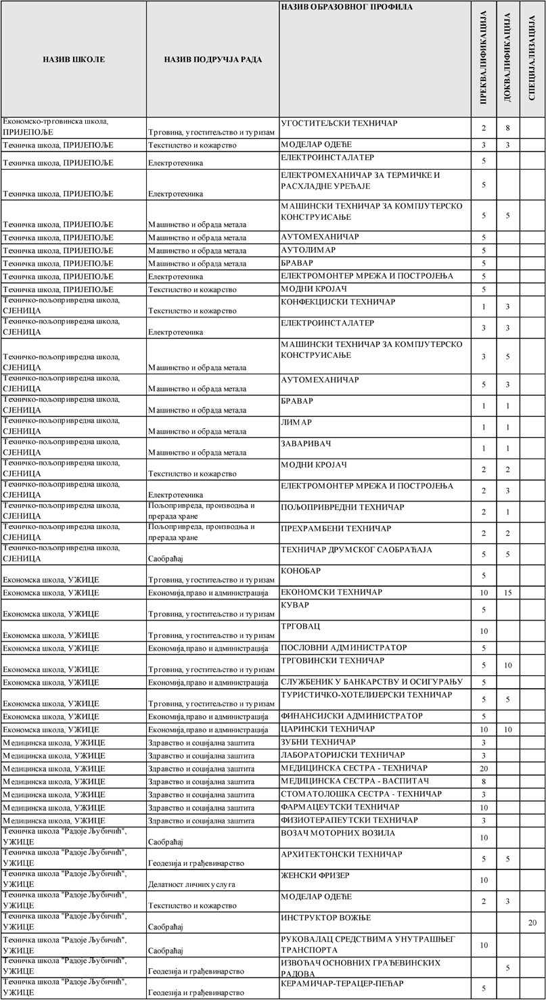 НАЗИВ ШКОЛЕ	НАЗИВ ПОДРУЧЈА РАДА	НАЗИВ ОБРАЗОВНОГ ПРОФИЛА	ПРЕКВАЛИФИКАЦИЈА	ДОКВАЛИФИКАЦИЈА	СПЕЦИЈАЛИЗАЦИЈА
Економско-трговинска школа,
ПРИЈЕПОЉЕ	Трговина, угоститељство и туризам	УГОСТИТЕЉСКИ ТЕХНИЧАР	2	8
Техничка школа, ПРИЈЕПОЉЕ	Текстилство и кожарство	МОДЕЛАР ОДЕЋЕ	3	3
Техничка школа, ПРИЈЕПОЉЕ	Електротехника	ЕЛЕКТРОИНСТАЛАТЕР	5
Техничка школа, ПРИЈЕПОЉЕ	Електротехника	ЕЛЕКТРОМЕХАНИЧАР ЗА ТЕРМИЧКЕ И
РАСХЛАДНЕ УРЕЂАЈЕ	5
Техничка школа, ПРИЈЕПОЉЕ	Машинство и обрада метала	МАШИНСКИ ТЕХНИЧАР ЗА КОМПЈУТЕРСКО
КОНСТРУИСАЊЕ	5	5
Техничка школа, ПРИЈЕПОЉЕ	Машинство и обрада метала	АУТОМЕХАНИЧАР	5
Техничка школа, ПРИЈЕПОЉЕ	Машинство и обрада метала	АУТОЛИМАР	5
Техничка школа, ПРИЈЕПОЉЕ	Машинство и обрада метала	БРАВАР	5
Техничка школа, ПРИЈЕПОЉЕ	Електротехника	ЕЛЕКТРОМОНТЕР МРЕЖА И ПОСТРОЈЕЊА	5
Техничка школа, ПРИЈЕПОЉЕ	Текстилство и кожарство	МОДНИ КРОЈАЧ	5
Техничко-пољопривредна школа,
СЈЕНИЦА	Текстилство и кожарство	КОНФЕКЦИЈСКИ ТЕХНИЧАР	1	3
Техничко-пољопривредна школа,
СЈЕНИЦА	Електротехника	ЕЛЕКТРОИНСТАЛАТЕР	3	3
Техничко-пољопривредна школа,
СЈЕНИЦА	Машинство и обрада метала	МАШИНСКИ ТЕХНИЧАР ЗА КОМПЈУТЕРСКО
КОНСТРУИСАЊЕ	3	5
Техничко-пољопривредна школа,
СЈЕНИЦА	Машинство и обрада метала	АУТОМЕХАНИЧАР	5	3
Техничко-пољопривредна школа,
СЈЕНИЦА	Машинство и обрада метала	БРАВАР	1	1
Техничко-пољопривредна школа,
СЈЕНИЦА	Машинство и обрада метала	ЛИМАР	1	1
Техничко-пољопривредна школа,
СЈЕНИЦА	Машинство и обрада метала	ЗАВАРИВАЧ	1	1
Техничко-пољопривредна школа,
СЈЕНИЦА	Текстилство и кожарство	МОДНИ КРОЈАЧ	2	2
Техничко-пољопривредна школа,
СЈЕНИЦА	Електротехника	ЕЛЕКТРОМОНТЕР МРЕЖА И ПОСТРОЈЕЊА	2	3
Техничко-пољопривредна школа,
СЈЕНИЦА	Пољопривреда, производња и
прерада хране	ПОЉОПРИВРЕДНИ ТЕХНИЧАР	2	1
Техничко-пољопривредна школа,
СЈЕНИЦА	Пољопривреда, производња и
прерада хране	ПРЕХРАМБЕНИ ТЕХНИЧАР	2	2
Техничко-пољопривредна школа,
СЈЕНИЦА	Саобраћај	ТЕХНИЧАР ДРУМСКОГ САОБРАЋАЈА	5	5
Економска школа, УЖИЦЕ	Трговина, угоститељство и туризам	КОНОБАР	5
Економска школа, УЖИЦЕ	Економија,право и администрација	ЕКОНОМСКИ ТЕХНИЧАР	10	15
Економска школа, УЖИЦЕ	Трговина, угоститељство и туризам	КУВАР	5
Економска школа, УЖИЦЕ	Трговина, угоститељство и туризам	ТРГОВАЦ	10
Економска школа, УЖИЦЕ	Економија,право и администрација	ПОСЛОВНИ АДМИНИСТРАТОР	5
Економска школа, УЖИЦЕ	Трговина, угоститељство и туризам	ТРГОВИНСКИ ТЕХНИЧАР	5	10
Економска школа, УЖИЦЕ	Економија,право и администрација	СЛУЖБЕНИК У БАНКАРСТВУ И ОСИГУРАЊУ	5
Економска школа, УЖИЦЕ	Трговина, угоститељство и туризам	ТУРИСТИЧКО-ХОТЕЛИЈЕРСКИ ТЕХНИЧАР	5	5
Економска школа, УЖИЦЕ	Економија,право и администрација	ФИНАНСИЈСКИ АДМИНИСТРАТОР	5
Економска школа, УЖИЦЕ	Економија,право и администрација	ЦАРИНСКИ ТЕХНИЧАР	10	10
Медицинска школа, УЖИЦЕ	Здравство и социјална заштита	ЗУБНИ ТЕХНИЧАР	3
Медицинска школа, УЖИЦЕ	Здравство и социјална заштита	ЛАБОРАТОРИЈСКИ ТЕХНИЧАР	3
Медицинска школа, УЖИЦЕ	Здравство и социјална заштита	МЕДИЦИНСКА СЕСТРА - ТЕХНИЧАР	20
Медицинска школа, УЖИЦЕ	Здравство и социјална заштита	МЕДИЦИНСКА СЕСТРА - ВАСПИТАЧ	8
Медицинска школа, УЖИЦЕ	Здравство и социјална заштита	СТОМАТОЛОШКА СЕСТРА - ТЕХНИЧАР	3
Медицинска школа, УЖИЦЕ	Здравство и социјална заштита	ФАРМАЦЕУТСКИ ТЕХНИЧАР	10
Медицинска школа, УЖИЦЕ	Здравство и социјална заштита	ФИЗИОТЕРАПЕУТСКИ ТЕХНИЧАР	3
Техничка школа "Радоје Љубичић",
УЖИЦЕ	Саобраћај	ВОЗАЧ МОТОРНИХ ВОЗИЛА	10
Техничка школа "Радоје Љубичић",
УЖИЦЕ	Геодезија и грађевинарство	АРХИТЕКТОНСКИ ТЕХНИЧАР	5	5
Техничка школа "Радоје Љубичић",
УЖИЦЕ	Делатност личних услуга	ЖЕНСКИ ФРИЗЕР	10
Техничка школа "Радоје Љубичић",
УЖИЦЕ	Текстилство и кожарство	МОДЕЛАР ОДЕЋЕ	2	3
Техничка школа "Радоје Љубичић",
УЖИЦЕ	Саобраћај	ИНСТРУКТОР ВОЖЊЕ	20
Техничка школа "Радоје Љубичић",
УЖИЦЕ	Саобраћај	РУКОВАЛАЦ СРЕДСТВИМА УНУТРАШЊЕГ
ТРАНСПОРТА	10
Техничка школа "Радоје Љубичић",
УЖИЦЕ	Геодезија и грађевинарство	ИЗВОЂАЧ ОСНОВНИХ ГРАЂЕВИНСКИХ
РАДОВА	5
Техничка школа "Радоје Љубичић",
УЖИЦЕ	Геодезија и грађевинарство	КЕРАМИЧАР-ТЕРАЦЕР-ПЕЋАР	5